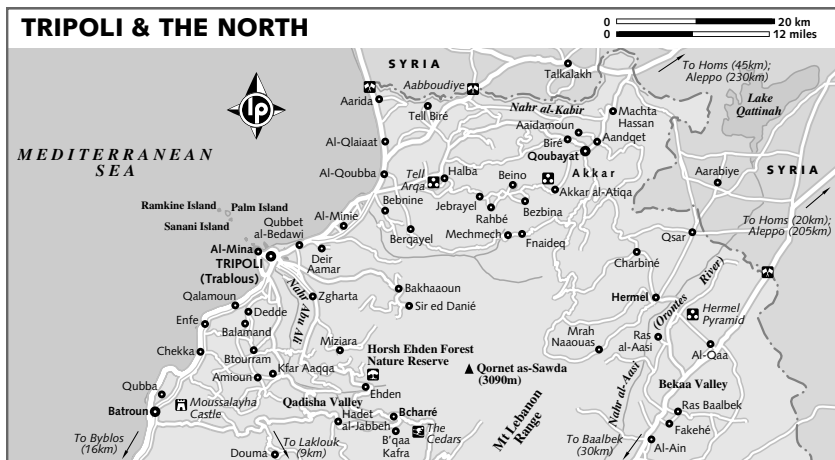 TRIPOLI & THE NORTH
0 20 km
0 12 miles
SYRIA
To Homs (45km);
Aleppo (230km)
Talkalakh
Aabboudiye
Aarida
Tell Biré
Nahr al-Kabir
Machta
Hassan
Lake
Qattinah
lp
Aaidamoun
Biré
Aandqet
Al-Qlaiaat
Qoubayat
MEDITERRANEAN
SEA
SYRIA
Al-Qoubba
Tell
Arqa
Halba
Beino
Akkar
Aarabiye
Akkar al-Atiqa
Ramkine Island
Palm Island
Sanani Island
Bebnine
Jebrayel
Rahbé
Bezbina
Al-Minie
To Homs (20km);
Aleppo (205km)
Qubbet
al-Bedawi
Berqayel
Mechmech
Fnaideq
Qsar
Al-Mina
TRIPOLI
(Trablous)
Deir
Aamar
Charbiné
Nahr Abu Ali
Bakhaaoun
Zgharta
Sir ed Danié
Hermel
(Orontes River)
Qalamoun
Dedde
Hermel
Pyramid
Enfe
Balamand
Miziara
Mrah
Naaouas
Ras
al-Aasi
Al-Qaa
Chekka
Btourram
Horsh Ehden Forest
Nature Reserve
Qornet as-Sawda
(3090m)
Kfar Aaqqa
Amioun
Nahr al-Aasi
Bekaa Valley
Qubba
Ehden
Moussalayha
Castle
Qadisha Valley
Mt Lebanon
Range
Ras Baalbek
Batroun
Hadet
al-Jabbeh
Bcharré
Fakehé
B'qaa
Kafra
The
Cedars
To Byblos
(16km)
To Laklouk
(9km)
Douma
To Baalbek
(30km)
Al-Ain